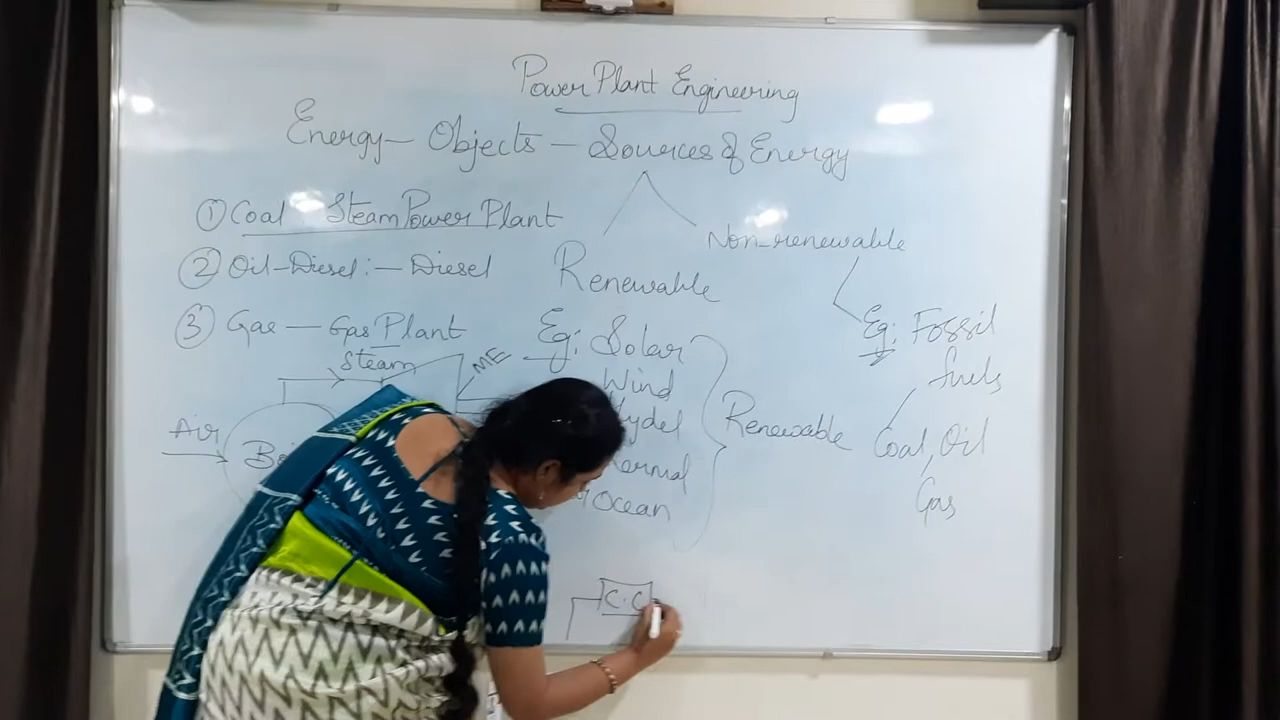 Power Plant Engineering
Energy— Objects — Sources of Energy
① Coal : Steam Power Plant
② Oil-Diesel :— Diesel
③ Gas — Gas Plant
Steam
ME
Air
Renewable
Eg: Solar
Wind
Ocean
Renewable
Non-renewable
Eg: Fossil
fuels
Coal, Oil
Gas
C.C